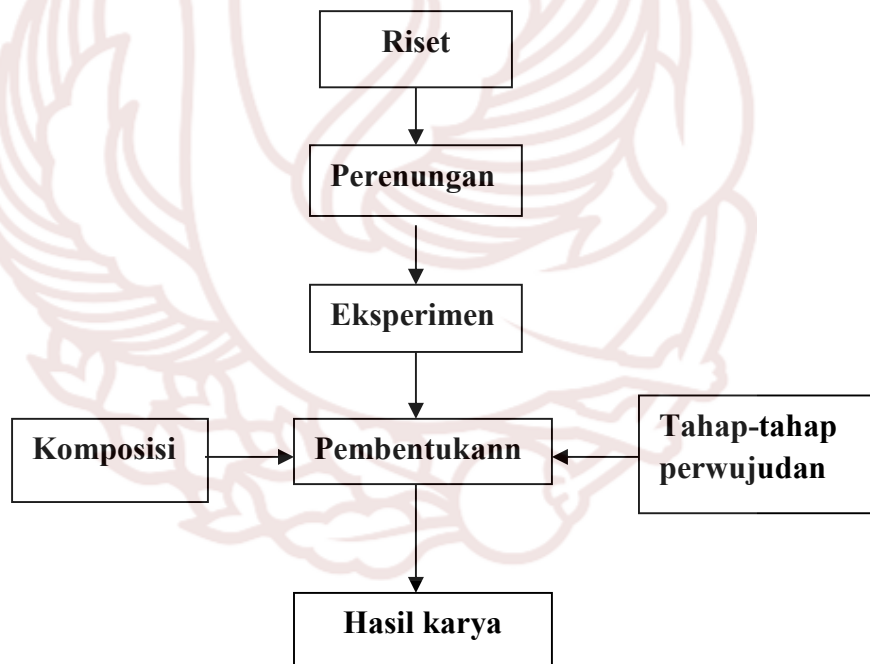 Riset
Perenungan
Eksperimen
Komposisi
Pembentukann
Tahap-tahap
perwujudan
Hasil karya